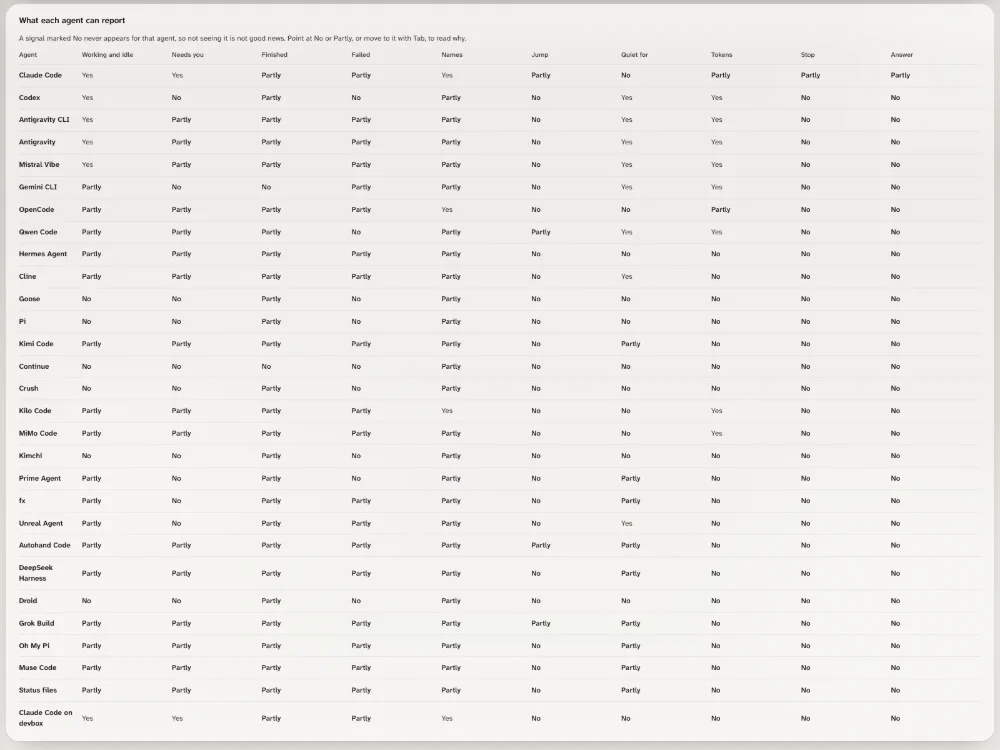 What each agent can report
A signal marked No never appears for that agent, so not seeing it is not good news. Point at No or Partly, or move to it with Tab, to read why.
Agent Working and idle Needs you Finished Failed Names Jump Quiet for Tokens Stop Answer
Claude Code Yes Yes Partly Partly Yes Partly No Partly Partly Partly
Codex Yes No Partly No Partly No Yes Yes No No
Antigravity CLI Yes Partly Partly Partly Partly No Yes Yes No No
Antigravity Yes Partly Partly Partly Partly No Yes Yes No No
Mistral Vibe Yes Partly Partly Partly Partly No Yes Yes No No
Gemini CLI Partly No No Partly Partly No Yes Yes No No
OpenCode Partly Partly Partly Partly Yes No No Partly No No
Qwen Code Partly Partly Partly No Partly Partly Yes Yes No No
Hermes Agent Partly Partly Partly Partly Partly No No No No No
Cline Partly Partly Partly Partly Partly No Yes No No No
Goose No No Partly No Partly No No No No No
Pi No No Partly No Partly No No No No No
Kimi Code Partly Partly Partly Partly Partly No Partly No No No
Continue No No No No Partly No No No No No
Crush No No Partly No Partly No No No No No
Kilo Code Partly Partly Partly Partly Yes No No Yes No No
MiMo Code Partly Partly Partly Partly Partly No No Yes No No
Kimchi No No Partly No Partly No No No No No
Prime Agent Partly No Partly No Partly No Partly No No No
fx Partly No Partly Partly Partly No Partly No No No
Unreal Agent Partly No Partly Partly Partly No Yes No No No
Autohand Code Partly Partly Partly Partly Partly Partly Partly No No No
DeepSeek
Harness Partly Partly Partly Partly Partly No Partly No No No
Droid No No Partly No Partly No No No No No
Grok Build Partly Partly Partly Partly Partly Partly Partly No No No
Oh My Pi Partly Partly Partly Partly Partly No Partly No No No
Muse Code Partly Partly Partly Partly Partly No Partly No No No
Status files Partly Partly Partly Partly Partly No Partly No No No
Claude Code on
devbox Yes Yes Partly Partly Yes No No No No No